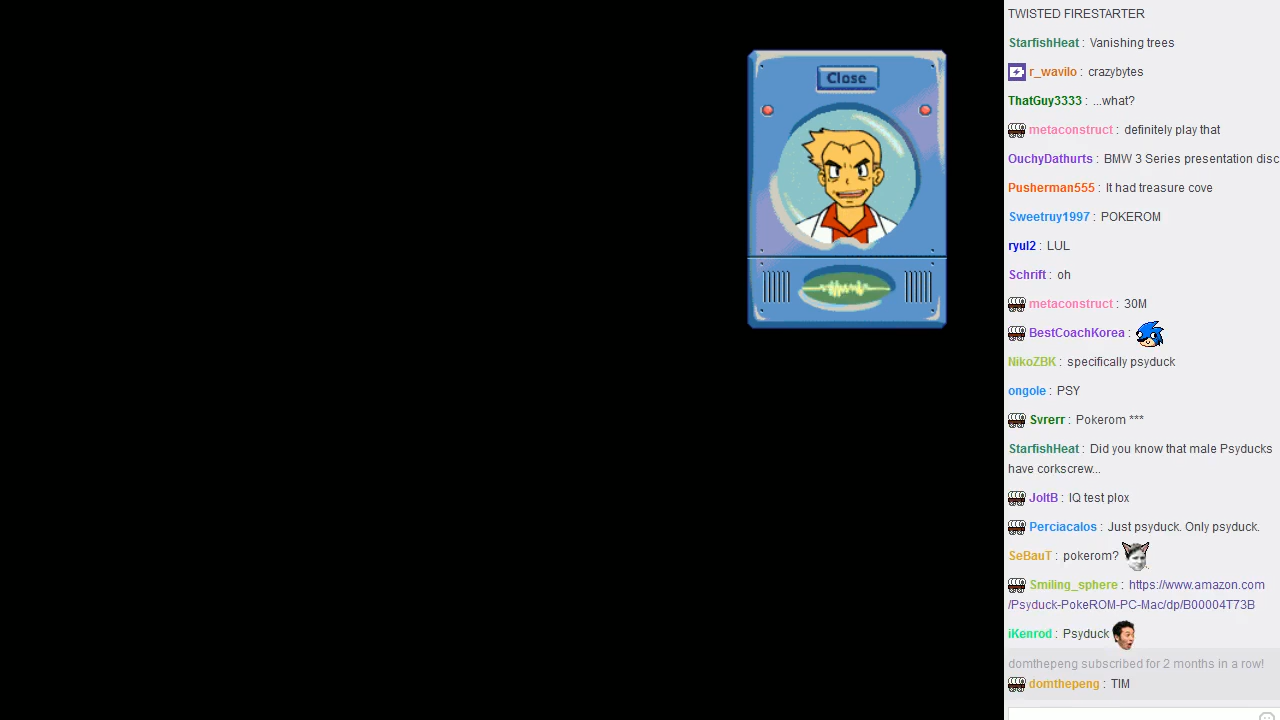 Close
TWISTED FIRESTARTER
StarfishHeat : Vanishing trees
r_wavilo : crazybytes
ThatGuy3333 : ...what?
metaconstruct : definitely play that
OuchyDathurts : BMW 3 Series presentation disc
Pusherman555 : It had treasure cove
Sweetruy1997 : POKEROM
ryul2 : LUL
Schrift : oh
metaconstruct : 30M
BestCoachKorea :
NikoZBK : specifically psyduck
ongole : PSY
Svrerr : Pokerom ***
StarfishHeat : Did you know that male Psyducks
have corkscrew...
JoltB : IQ test plox
Perciacalos : Just psyduck. Only psyduck.
SeBauT : pokerom?
Smiling_sphere : https://www.amazon.com
/Psyduck-PokeROM-PC-Mac/dp/B00004T73B
iKenrod : Psyduck
domthepeng subscribed for 2 months in a row!
domthepeng : TIM